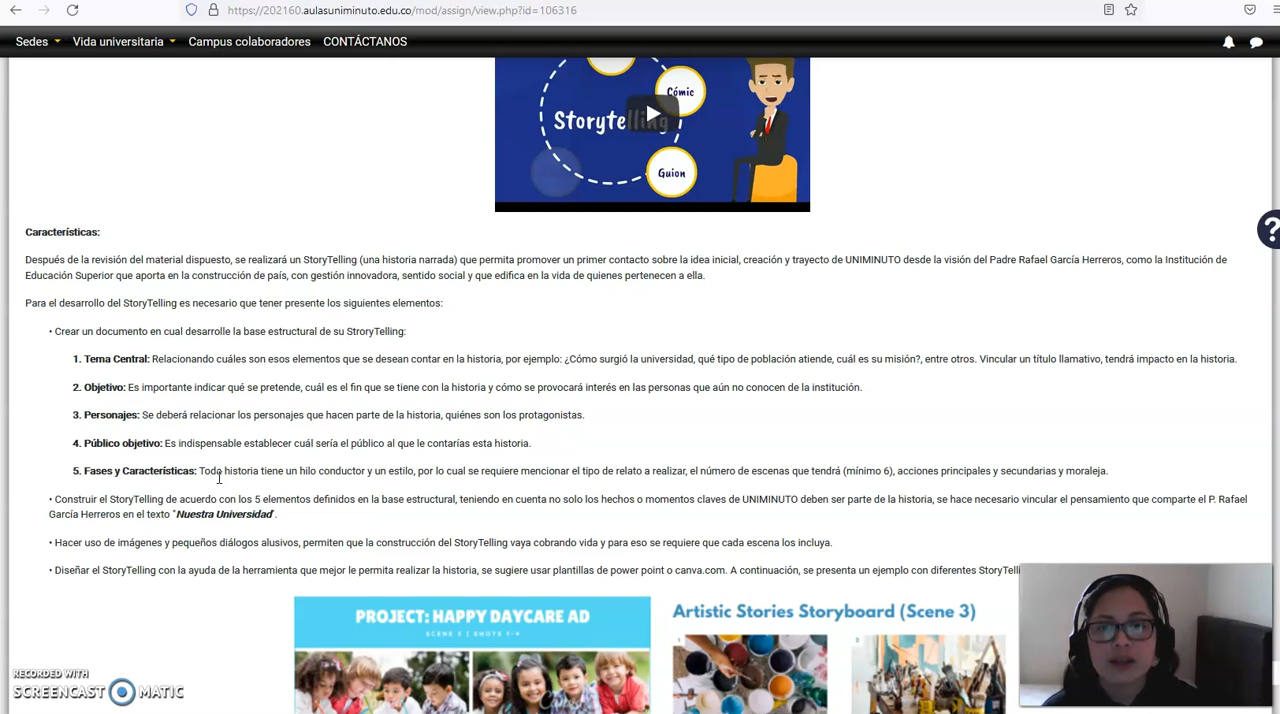 https://202160.aulasuniminuto.edu.co/mod/assign/view.php?id=106316
Sedes Vida universitaria Campus colaboradores CONTÁCTANOS
Cómic
Storytelling
Guion
Características:
Después de la revisión del material dispuesto, se realizará un StoryTelling (una historia narrada) que permita promover un primer contacto sobre la idea inicial, creación y trayecto de UNIMINUTO desde la visión del Padre Rafael García Herreros, como la Institución de
Educación Superior que aporta en la construcción de país, con gestión innovadora, sentido social y que edifica en la vida de quienes pertenecen a ella.
Para el desarrollo del StoryTelling es necesario que tener presente los siguientes elementos:
• Crear un documento en cual desarrolle la base estructural de su StroryTelling:
1. Tema Central: Relacionando cuáles son esos elementos que se desean contar en la historia, por ejemplo: ¿Cómo surgió la universidad, qué tipo de población atiende, cuál es su misión?, entre otros. Vincular un título llamativo, tendrá impacto en la historia.
2. Objetivo: Es importante indicar qué se pretende, cuál es el fin que se tiene con la historia y cómo se provocará interés en las personas que aún no conocen de la institución.
3. Personajes: Se deberá relacionar los personajes que hacen parte de la historia, quiénes son los protagonistas.
4. Público objetivo: Es indispensable establecer cuál sería el público al que le contarías esta historia.
5. Fases y Características: Toda historia tiene un hilo conductor y un estilo, por lo cual se requiere mencionar el tipo de relato a realizar, el número de escenas que tendrá (mínimo 6), acciones principales y secundarias y moraleja.
• Construir el StoryTelling de acuerdo con los 5 elementos definidos en la base estructural, teniendo en cuenta no solo los hechos o momentos claves de UNIMINUTO deben ser parte de la historia, se hace necesario vincular el pensamiento que comparte el P. Rafael
García Herreros en el texto "Nuestra Universidad".
• Hacer uso de imágenes y pequeños diálogos alusivos, permiten que la construcción del StoryTelling vaya cobrando vida y para eso se requiere que cada escena los incluya.
• Diseñar el StoryTelling con la ayuda de la herramienta que mejor le permita realizar la historia, se sugiere usar plantillas de power point o canva.com. A continuación, se presenta un ejemplo con diferentes StoryTelli
PROJECT: HAPPY DAYCARE AD
Artistic Stories Storyboard (Scene 3)
1
2
RECORDED WITH
SCREENCAST MATIC
?